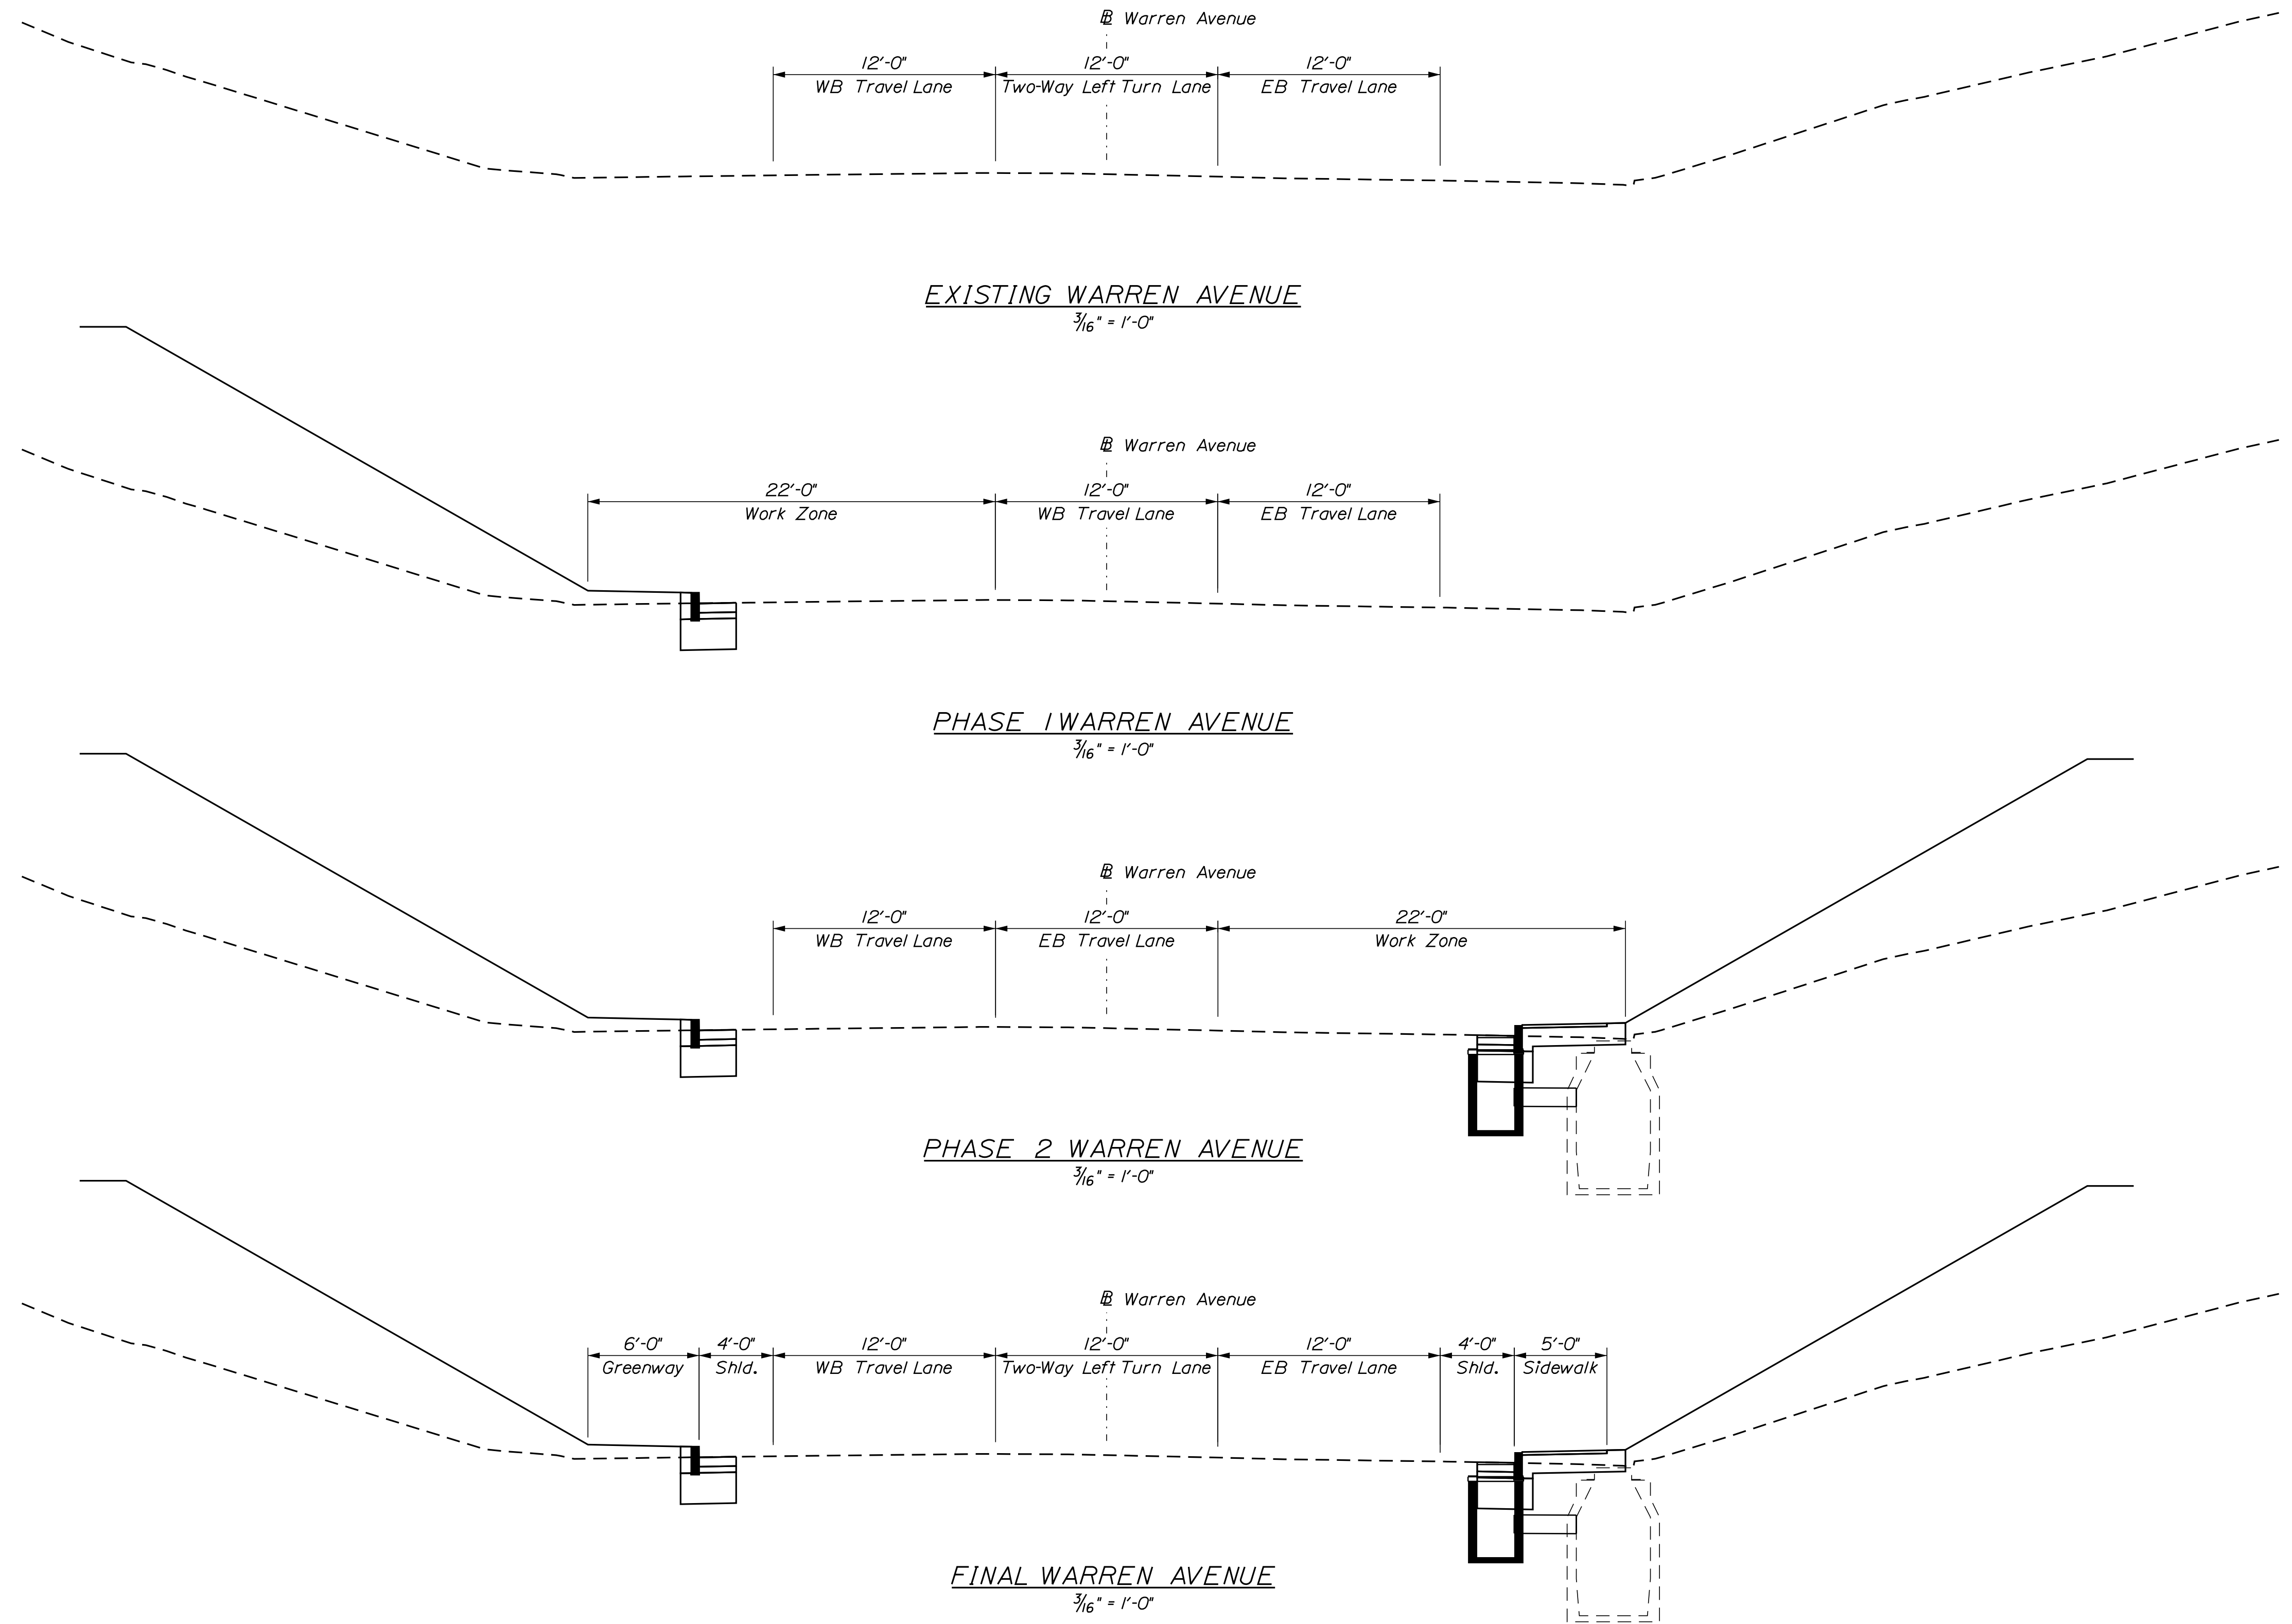 ℄ Warren Avenue
12'-0" 12'-0" 12'-0"
WB Travel Lane Two-Way Left Turn Lane EB Travel Lane
EXISTING WARREN AVENUE
3/16" = 1'-0"
℄ Warren Avenue
22'-0" 12'-0" 12'-0"
Work Zone WB Travel Lane EB Travel Lane
PHASE 1 WARREN AVENUE
3/16" = 1'-0"
℄ Warren Avenue
12'-0" 12'-0" 22'-0"
WB Travel Lane EB Travel Lane Work Zone
PHASE 2 WARREN AVENUE
3/16" = 1'-0"
℄ Warren Avenue
6'-0" 4'-0" 12'-0" 12'-0" 12'-0" 4'-0" 5'-0"
Greenway Shld. WB Travel Lane Two-Way Left Turn Lane EB Travel Lane Shld. Sidewalk
FINAL WARREN AVENUE
3/16" = 1'-0"